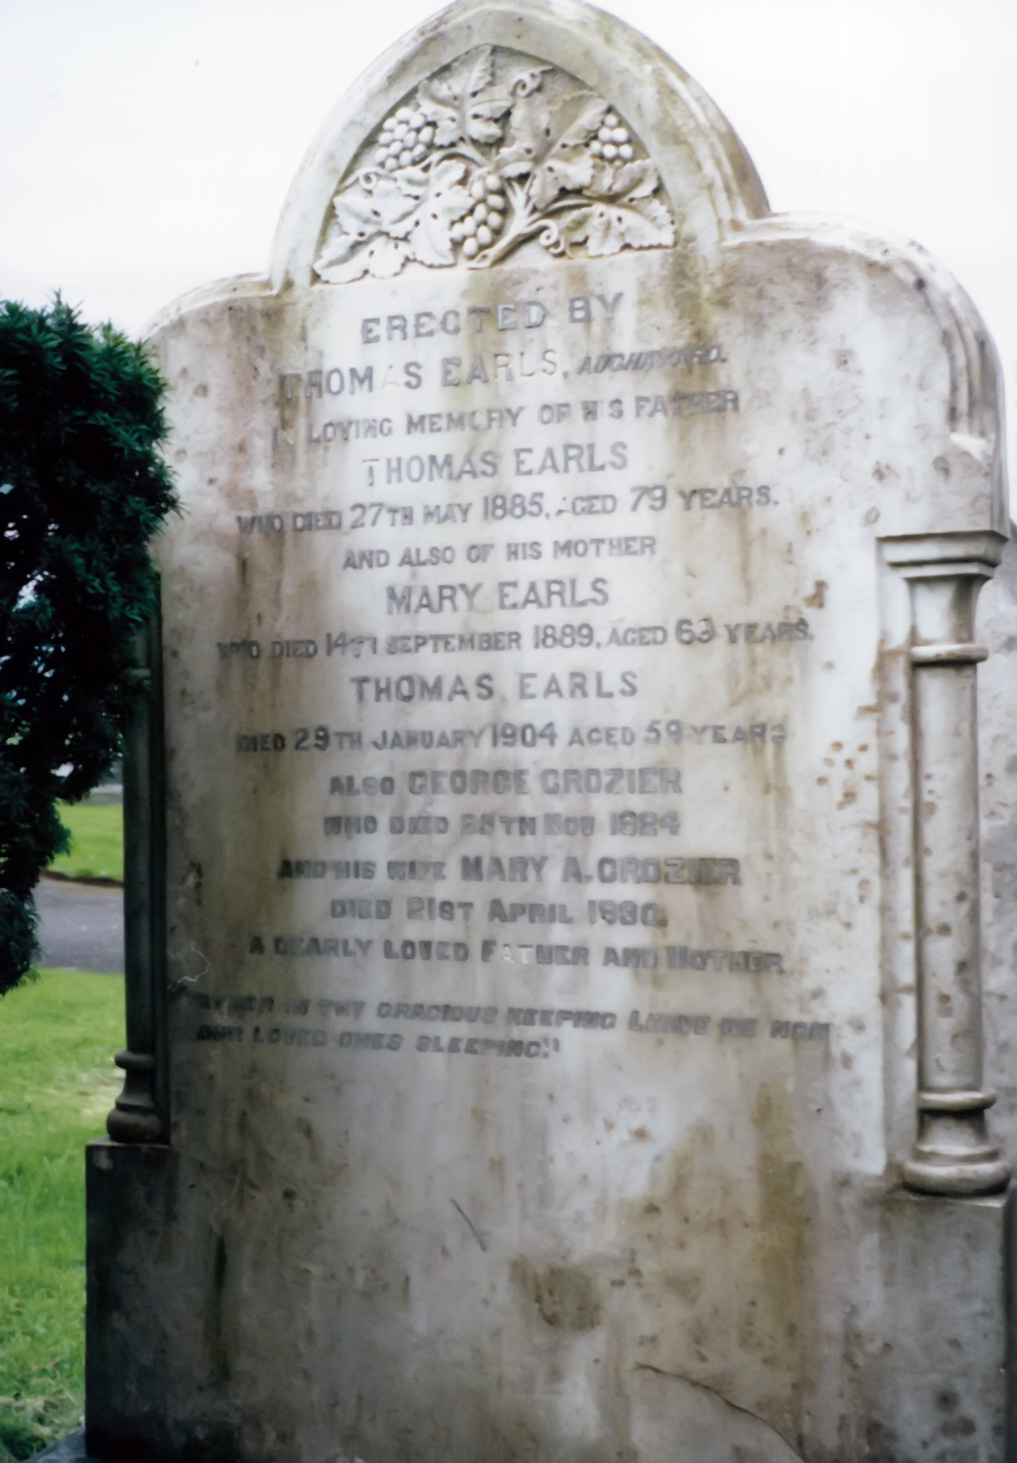 ERECTED BY
THOMAS EARLS, AUGHAVARD.
IN LOVING MEMORY OF HIS FATHER
THOMAS EARLS
WHO DIED 27TH MAY 1885, AGED 79 YEARS.
AND ALSO OF HIS MOTHER
MARY EARLS
WHO DIED 14TH SEPTEMBER 1889, AGED 69 YEARS.
THOMAS EARLS
DIED 29TH JANUARY 1904 AGED 59 YEARS
ALSO GEORGE CROZIER
WHO DIED 25TH NOV 1924
AND HIS WIFE MARY A. CROZIER
DIED 21ST APRIL 1930.
A DEARLY LOVED FATHER AND MOTHER.
FATHER IN THY GRACIOUS KEEPING LEAVE WE NOW
OUR LOVED ONES SLEEPING."